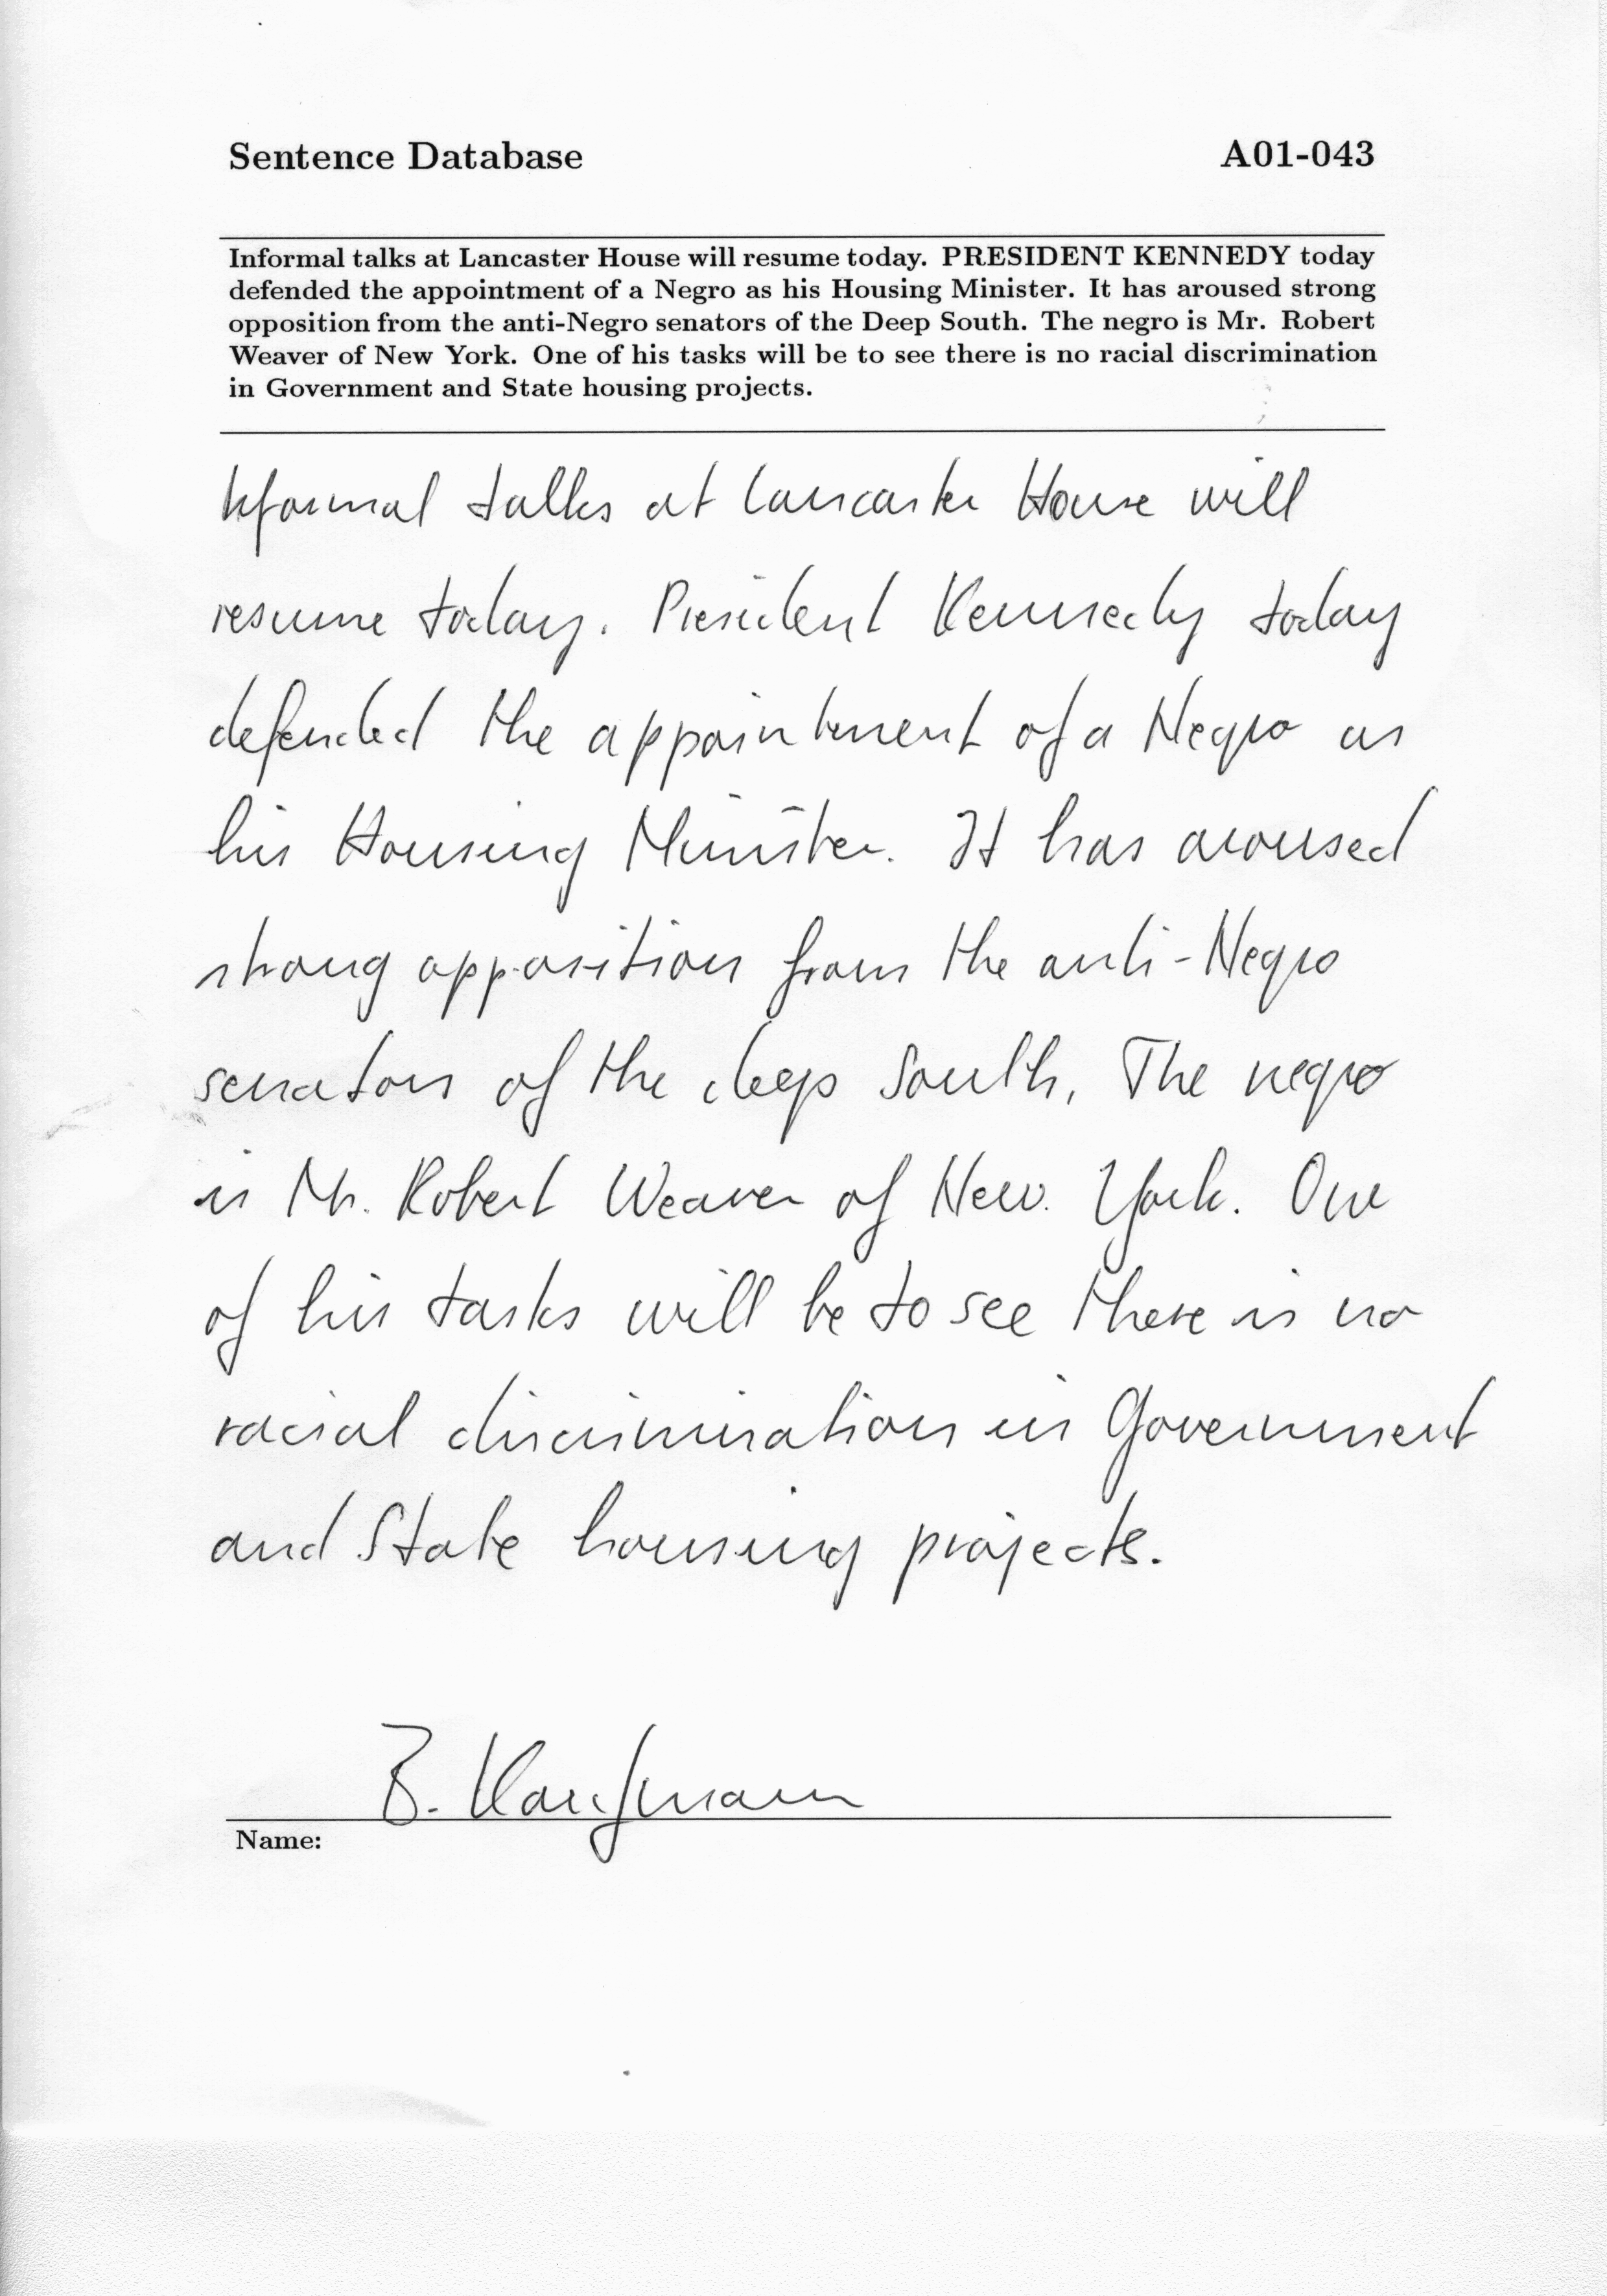 Sentence Database A01-043
Informal talks at Lancaster House will resume today. PRESIDENT KENNEDY today
defended the appointment of a Negro as his Housing Minister. It has aroused strong
opposition from the anti-Negro senators of the Deep South. The negro is Mr. Robert
Weaver of New York. One of his tasks will be to see there is no racial discrimination
in Government and State housing projects.
Informal talks at Lancaster House will
resume today. President Kennedy today
defended the appointment of a Negro as
his Housing Minister. It has aroused
strong opposition from the anti-Negro
senators of the deep South. The negro
is Mr. Robert Weaver of New York. One
of his tasks will be to see there is no
racial discrimination in Government
and State housing projects.
B. Kaufmann
Name: